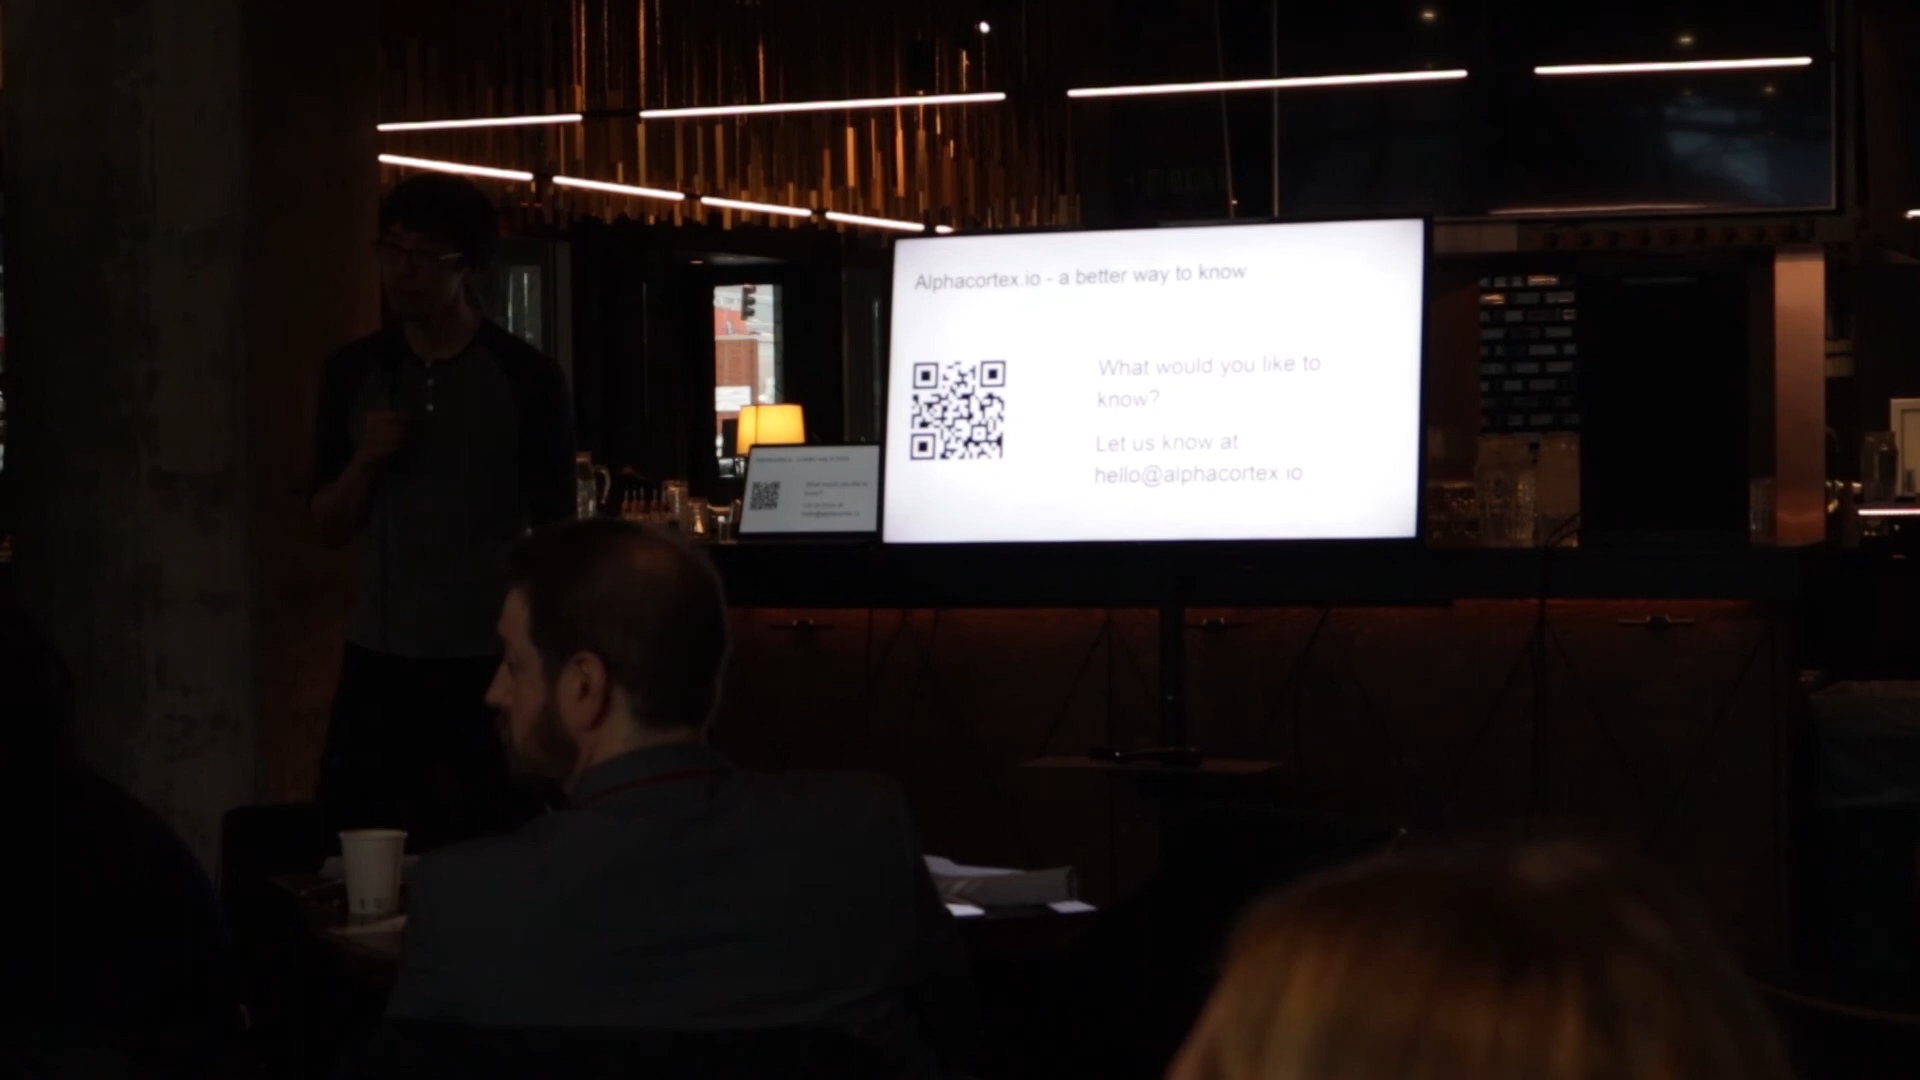 Alphacortex.io - a better way to know
What would you like to
know?
Let us know at
hello@alphacortex.io